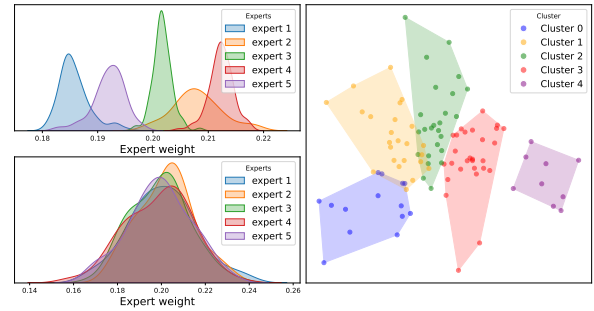 Experts
expert 1
expert 2
expert 3
expert 4
expert 5
0.18 0.19 0.20 0.21 0.22
Expert weight
Experts
expert 1
expert 2
expert 3
expert 4
expert 5
0.14 0.16 0.18 0.20 0.22 0.24 0.26
Expert weight
Cluster
Cluster 0
Cluster 1
Cluster 2
Cluster 3
Cluster 4